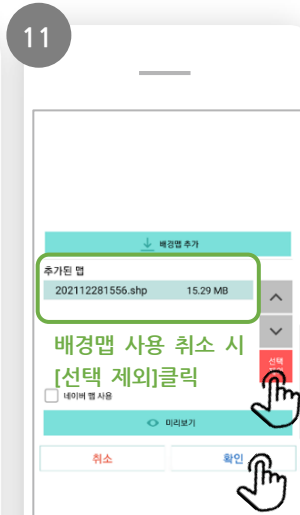 11
배경맵 추가
추가된 맵
202112281556.shp 15.29 MB
배경맵 사용 취소 시
[선택 제외]클릭
선택
네이버 맵 사용
미리보기
취소 확인